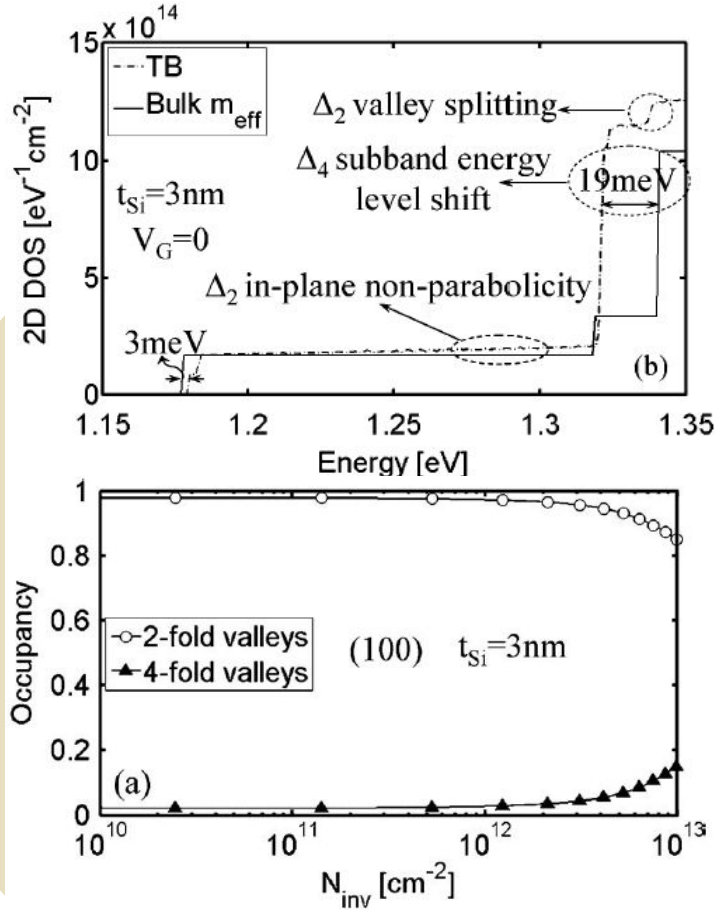 x 10^14
15
10
5
0
2D DOS [eV^-1cm^-2]
TB
Bulk m_eff
t_Si=3nm
V_G=0
Δ_2 valley splitting
Δ_4 subband energy
level shift
19meV
Δ_2 in-plane non-parabolicity
3meV
(b)
1.15 1.2 1.25 1.3 1.35
Energy [eV]
1
0.8
0.6
0.4
0.2
0
Occupancy
2-fold valleys
4-fold valleys
(100) t_Si=3nm
(a)
10^10 10^11 10^12 10^13
N_inv [cm^-2]